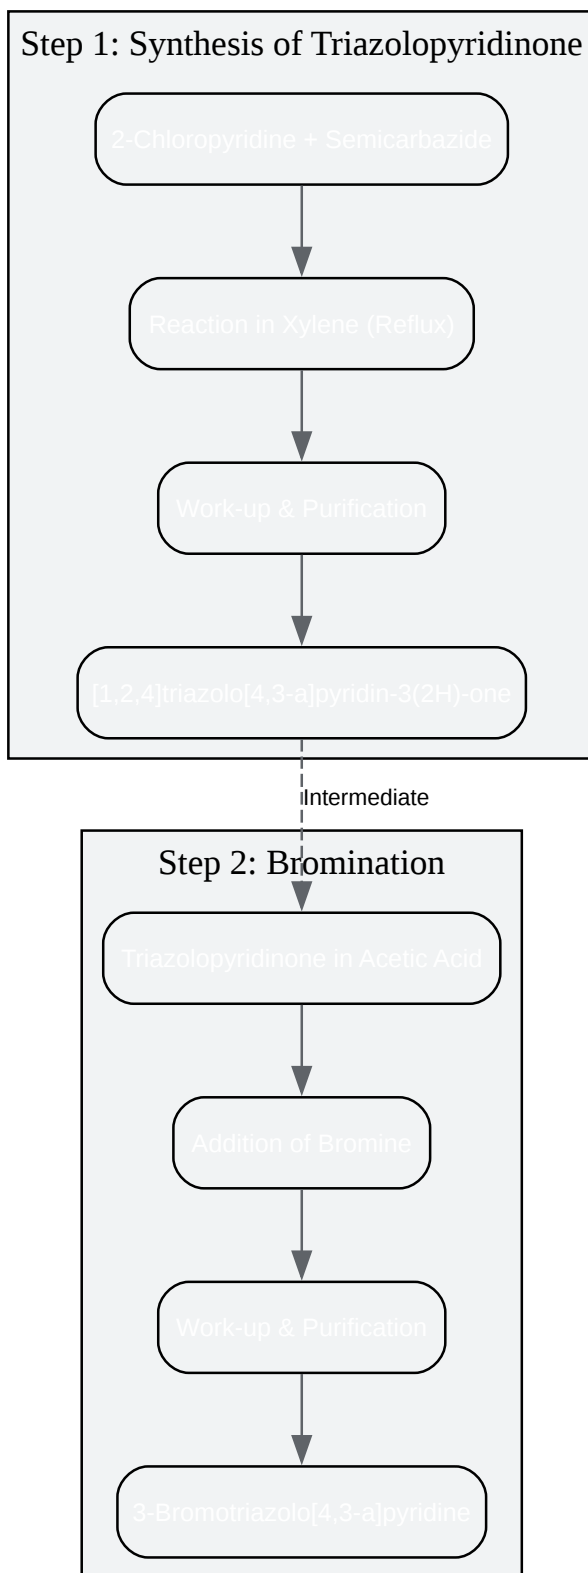 Step 1: Synthesis of Triazolopyridinone
2-Chloropyridine + Semicarbazide
Reaction in Xylene (Reflux)
Work-up & Purification
[1,2,4]triazolo[4,3-a]pyridin-3(2H)-one
Intermediate
Step 2: Bromination
Triazolopyridinone in Acetic Acid
Addition of Bromine
Work-up & Purification
3-Bromotriazolo[4,3-a]pyridine